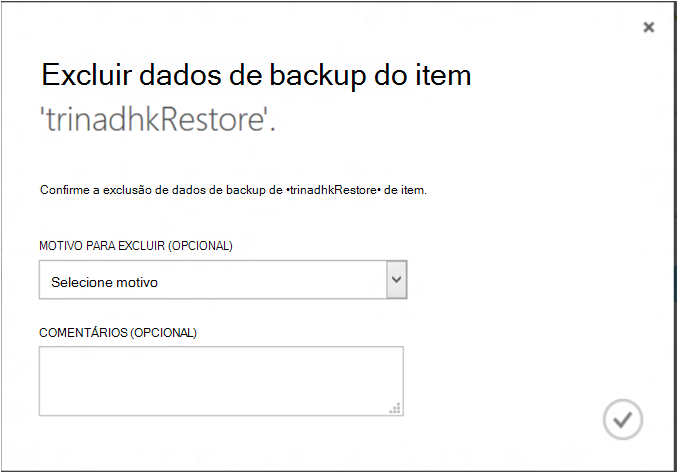 Excluir dados de backup do item
'trinadhkRestore'.
Confirme a exclusão de dados de backup de •trinadhkRestore• de item.
MOTIVO PARA EXCLUIR (OPCIONAL)
Selecione motivo
COMENTÁRIOS (OPCIONAL)